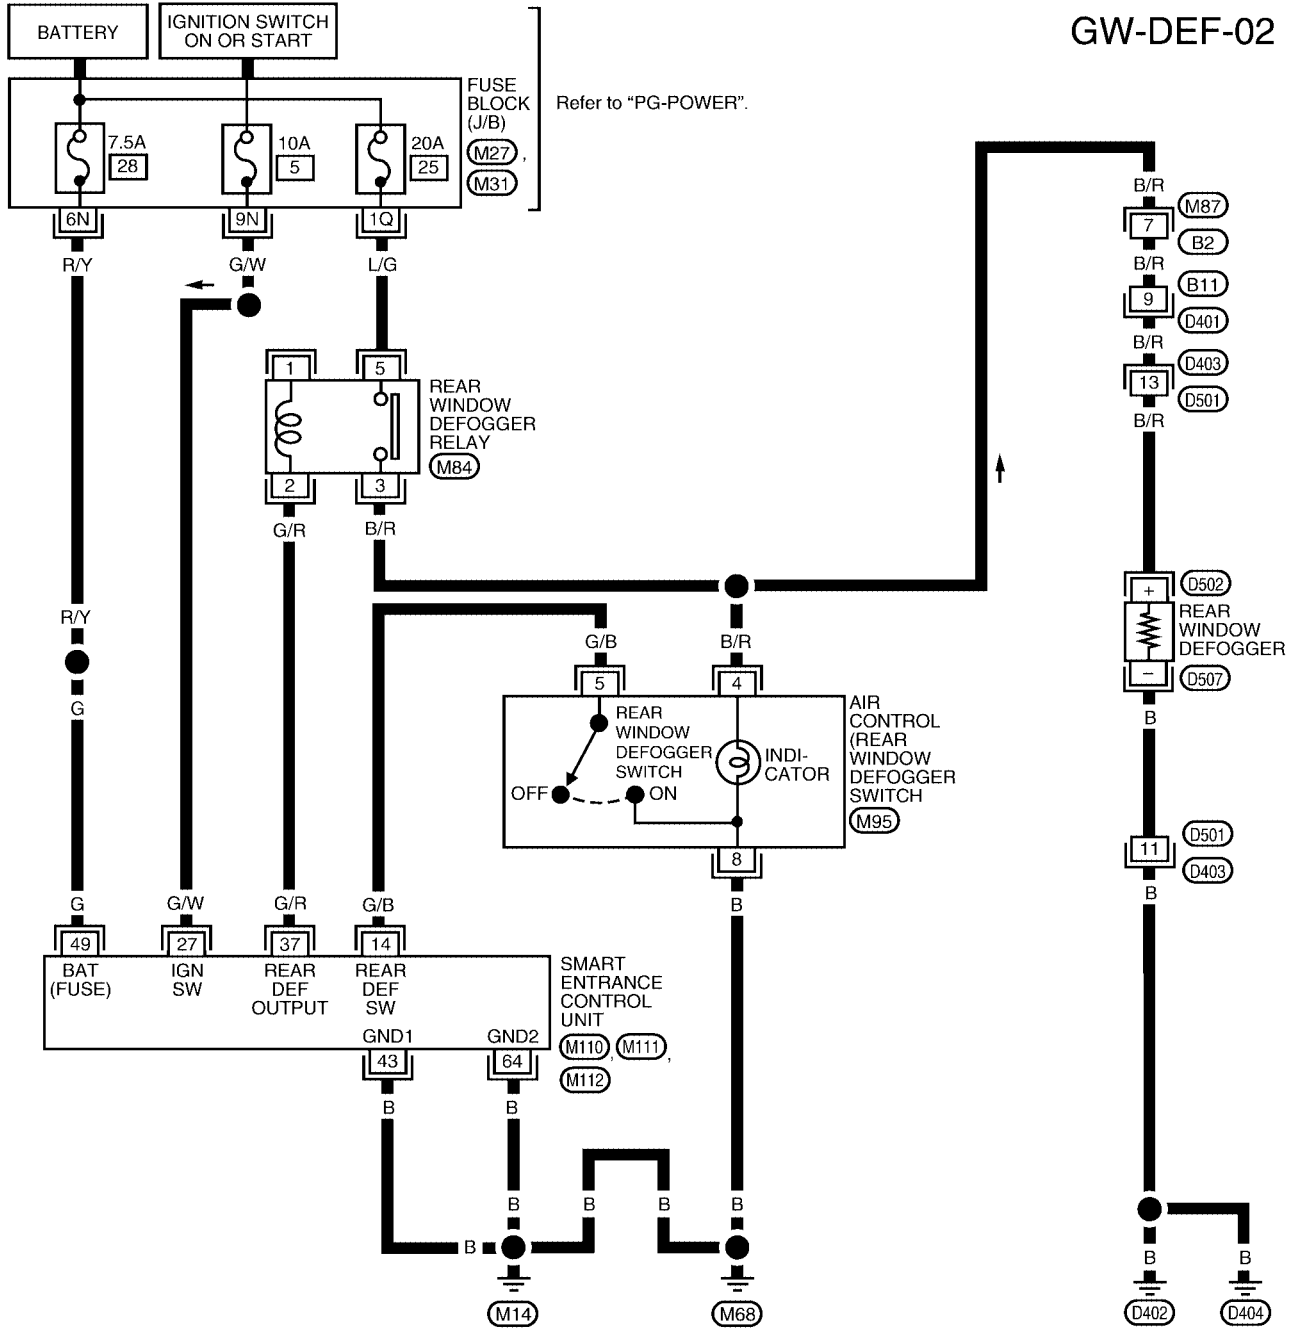 BATTERY
IGNITION SWITCH
ON OR START
GW-DEF-02
FUSE
BLOCK
(J/B)
M27,
M31
Refer to “PG-POWER”.
7.5A
28
10A
5
20A
25
6N
9N
1Q
R/Y
G/W
L/G
B/R
7
M87
B2
B/R
9
B11
D401
B/R
13
D403
D501
B/R
1
5
REAR
WINDOW
DEFOGGER
RELAY
M84
2
3
G/R
B/R
R/Y
G
G/B
B/R
+
D502
REAR
WINDOW
DEFOGGER
−
D507
B
5
4
REAR
WINDOW
DEFOGGER
SWITCH
OFF
ON
INDI-
CATOR
AIR
CONTROL
(REAR
WINDOW
DEFOGGER
SWITCH
M95
8
B
11
D501
D403
B
G
G/W
G/R
G/B
49
27
37
14
BAT
(FUSE)
IGN
SW
REAR
DEF
OUTPUT
REAR
DEF
SW
GND1
GND2
SMART
ENTRANCE
CONTROL
UNIT
M110, M111,
M112
43
64
B
B
B
B
B
B
B
B
B
M14
M68
D402
D404